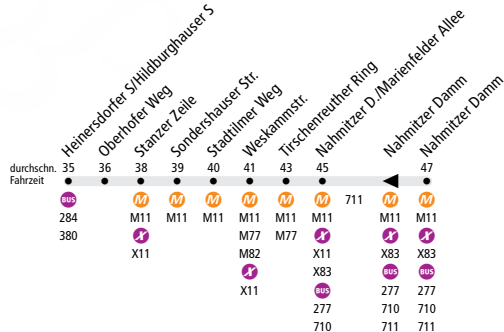 Heinersdorfer S/Hildburghauser S
Oberhofer Weg
Stanzer Zeile
Sondershauser Str.
Stadtilmer Weg
Weskammstr.
Tirschenreuther Ring
Nahmitzer D./Marienfelder Allee
Nahmitzer Damm
Nahmitzer Damm
durchschn. 35 36 38 39 40 41 43 45 47
Fahrzeit
BUS M M M M M M 711 M M
284 M11 M11 M11 M11 M11 M11 M11 M11
380 X M77 M77 X X83 X83
X11 M82 X11 BUS BUS
X X83 277 277
X11 BUS 710 710
277 711 711
710